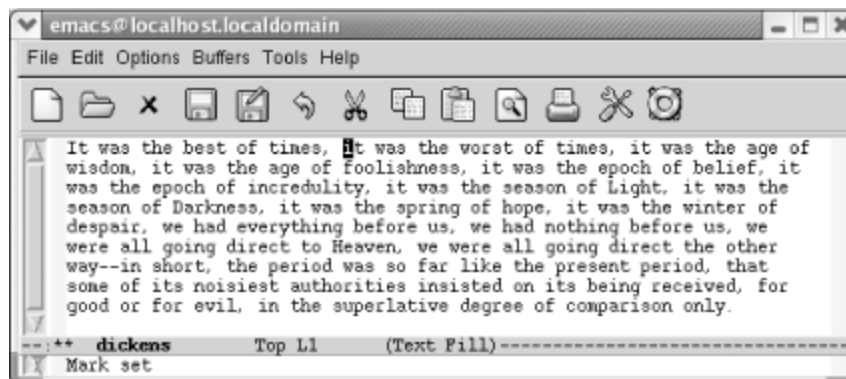 emacs@localhost.localdomain
File Edit Options Buffers Tools Help
It was the best of times, it was the worst of times, it was the age of
wisdom, it was the age of foolishness, it was the epoch of belief, it
was the epoch of incredulity, it was the season of Light, it was the
season of Darkness, it was the spring of hope, it was the winter of
despair, we had everything before us, we had nothing before us, we
were all going direct to Heaven, we were all going direct the other
way--in short, the period was so far like the present period, that
some of its noisiest authorities insisted on its being received, for
good or for evil, in the superlative degree of comparison only.
--:** dickens Top L1 (Text Fill)--------------------------------
Mark set